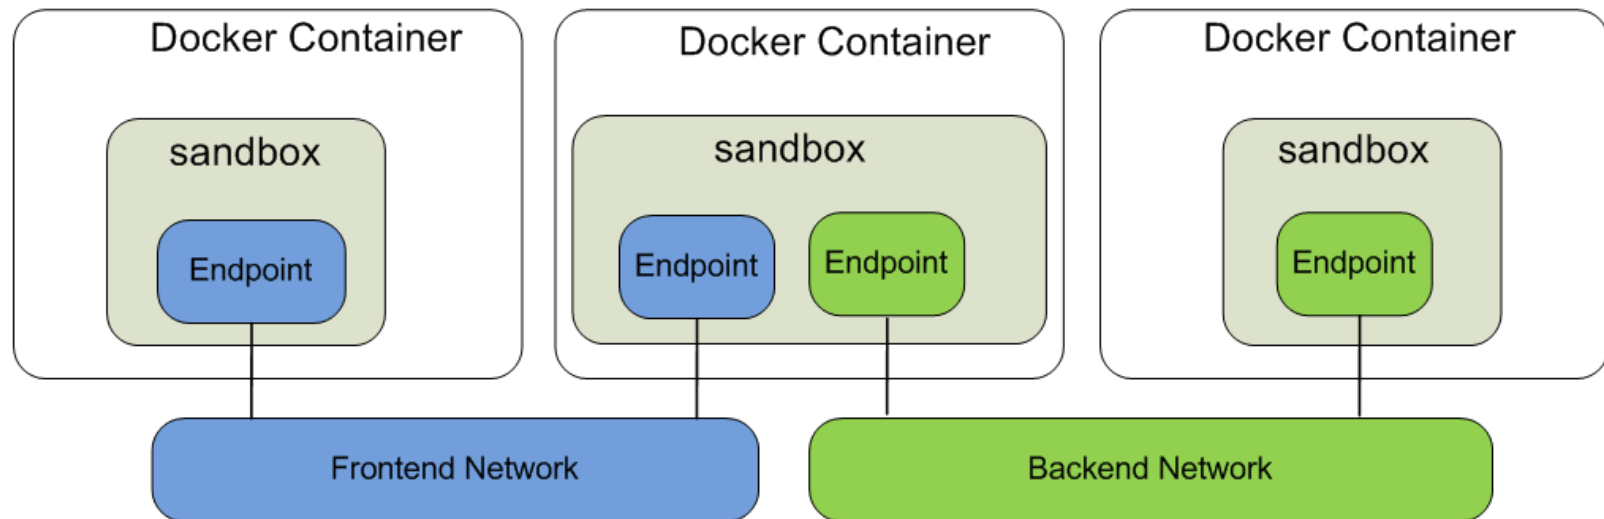 Docker Container
Docker Container
Docker Container
sandbox
sandbox
sandbox
Endpoint
Endpoint
Endpoint
Endpoint
Frontend Network
Backend Network